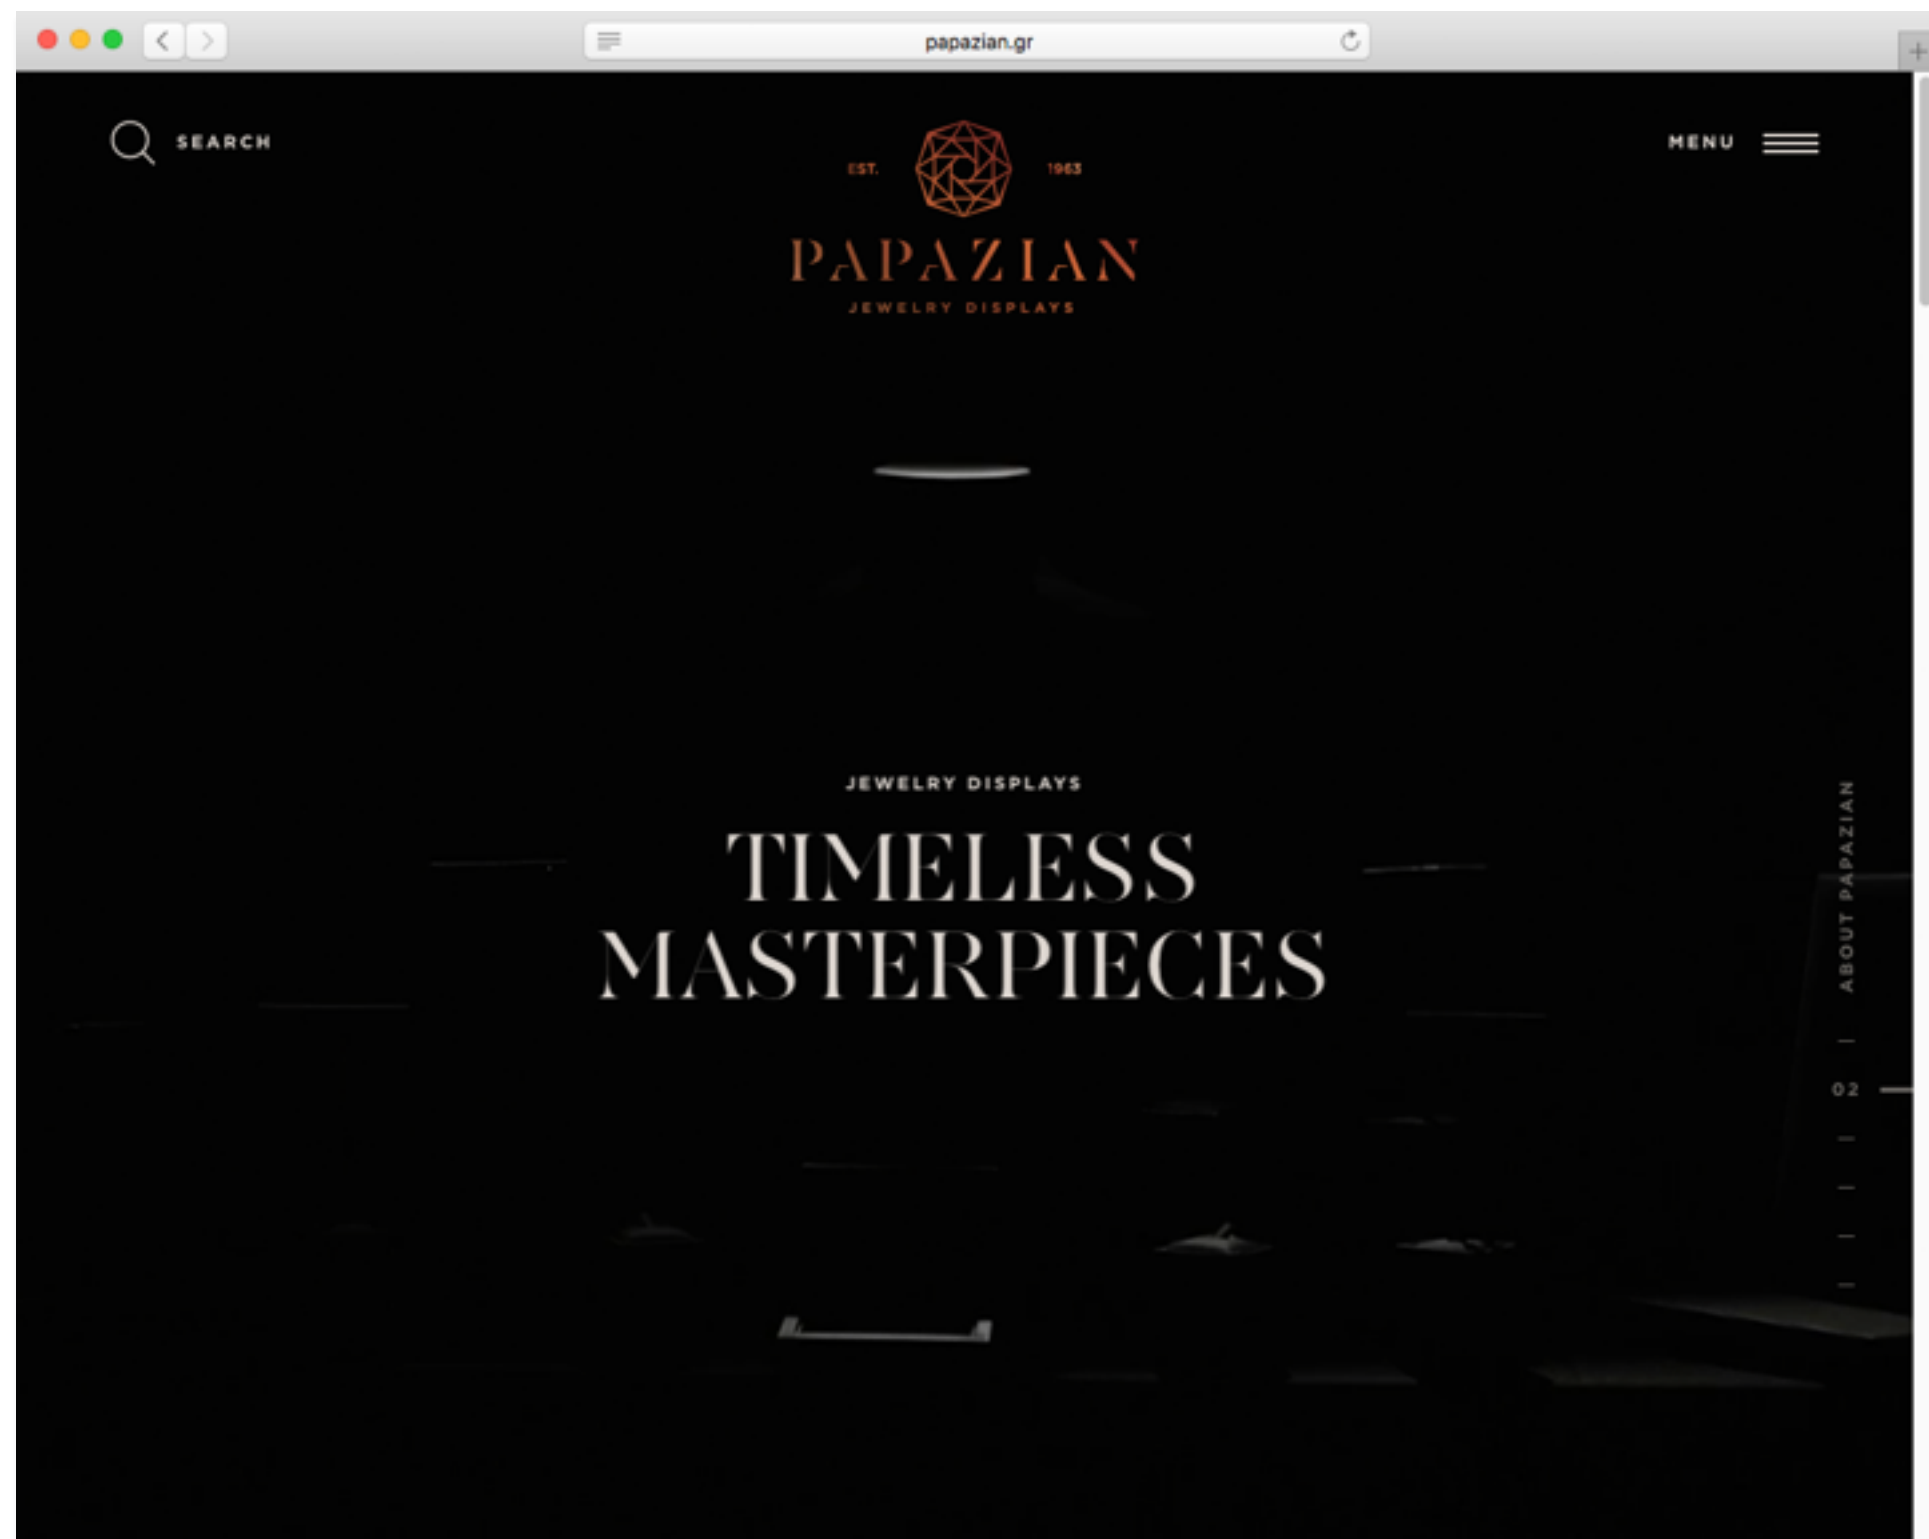 papazian.gr
SEARCH
MENU
EST. 1963
PAPAZIAN
JEWELRY DISPLAYS
JEWELRY DISPLAYS
TIMELESS
MASTERPIECES
ABOUT PAPAZIAN
02